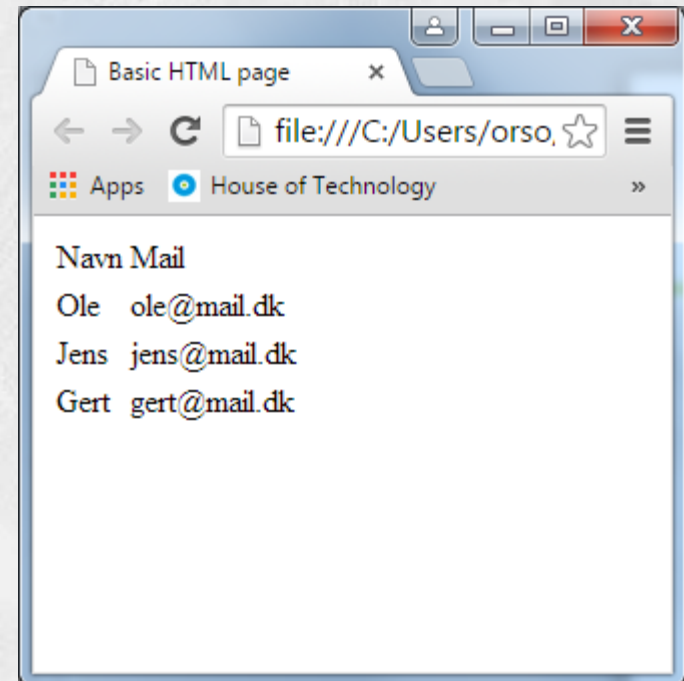 Basic HTML page
file:///C:/Users/orso,
Apps House of Technology »
Navn Mail
Ole ole@mail.dk
Jens jens@mail.dk
Gert gert@mail.dk